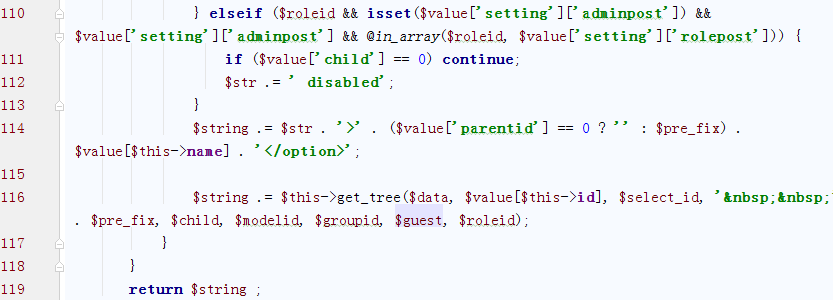 110 } elseif ($roleid && isset($value['setting']['adminpost']) &&
$value['setting']['adminpost'] && @in_array($roleid, $value['setting']['rolepost'])) {
111 if ($value['child'] == 0) continue;
112 $str .= ' disabled';
113 }
114 $string .= $str . '>' . ($value['parentid'] == 0 ? '' : $pre_fix) .
$value[$this->name] . '</option>';
115
116 $string .= $this->get_tree($data, $value[$this->id], $select_id, '&nbsp;&nbsp;
. $pre_fix, $child, $modelid, $groupid, $guest, $roleid);
117 }
118 }
119 return $string ;